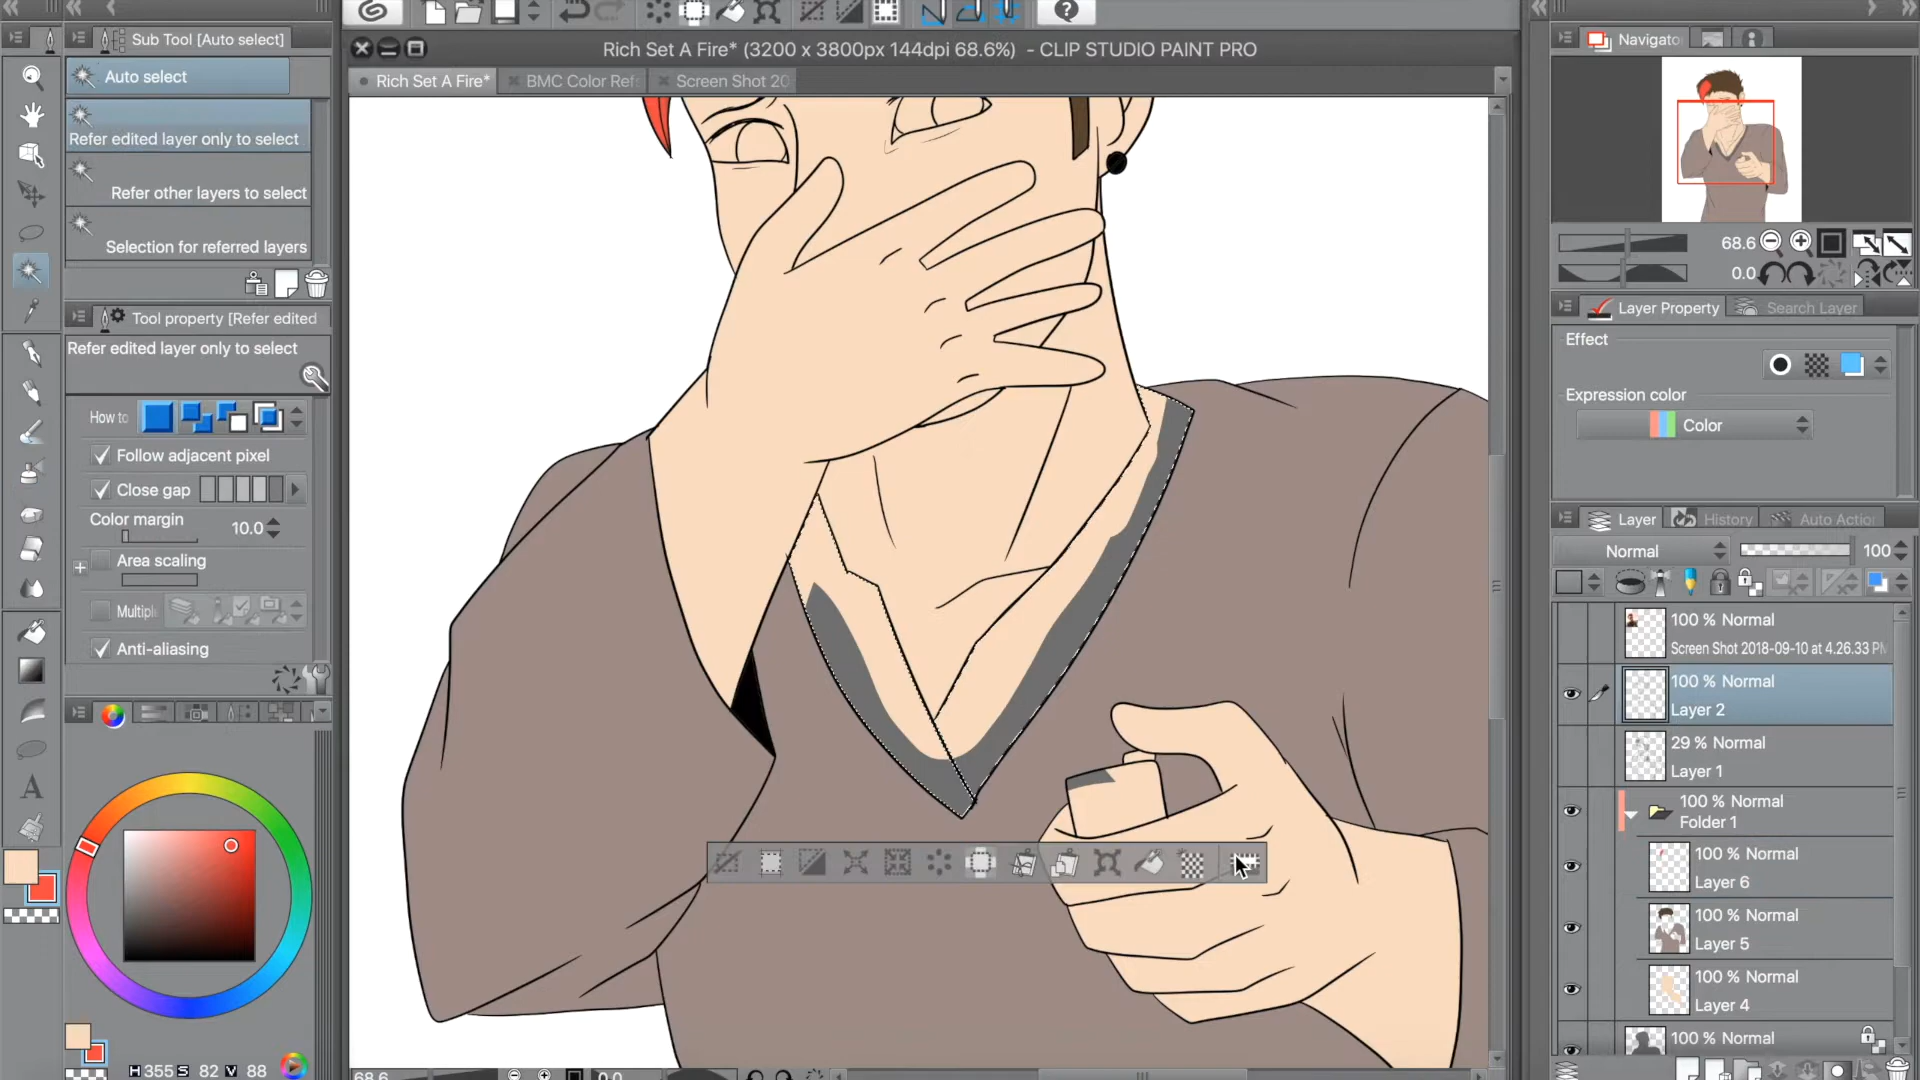 Sub Tool [Auto select]
Auto select
Refer edited layer only to select
Refer other layers to select
Selection for referred layers
Tool property [Refer edited
Refer edited layer only to select
How to
Follow adjacent pixel
Close gap
Color margin
10.0
Area scaling
Multipl
Anti-aliasing
H 355 S 82 V 88
Rich Set A Fire* (3200 x 3800px 144dpi 68.6%) - CLIP STUDIO PAINT PRO
Rich Set A Fire*
BMC Color Ref
Screen Shot 20
68.6
0.0
Navigato
68.6
0.0
Layer Property
Search Layer
Effect
Expression color
Color
Layer
History
Auto Actio
Normal
100
100 % Normal
Screen Shot 2018-09-10 at 4.26.33 PM
100 % Normal
Layer 2
29 % Normal
Layer 1
100 % Normal
Folder 1
100 % Normal
Layer 6
100 % Normal
Layer 5
100 % Normal
Layer 4
100 % Normal